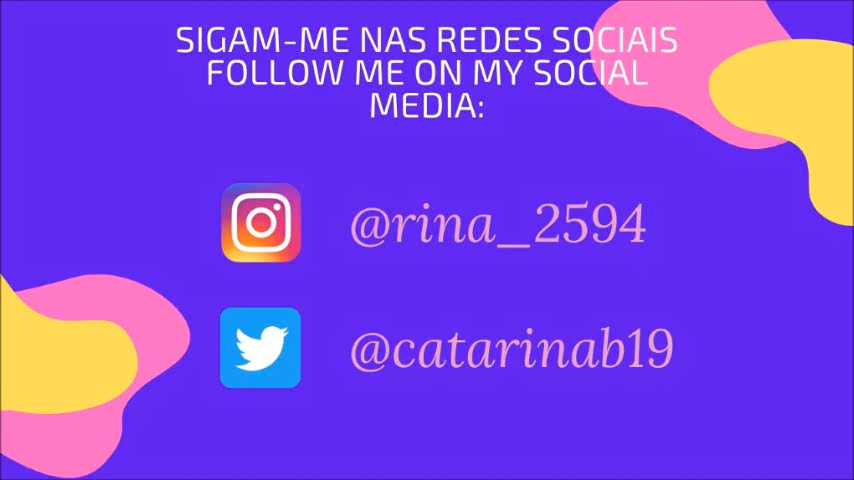 SIGAM-ME NAS REDES SOCIAIS
FOLLOW ME ON MY SOCIAL
MEDIA:
@rina_2594
@catarinab19